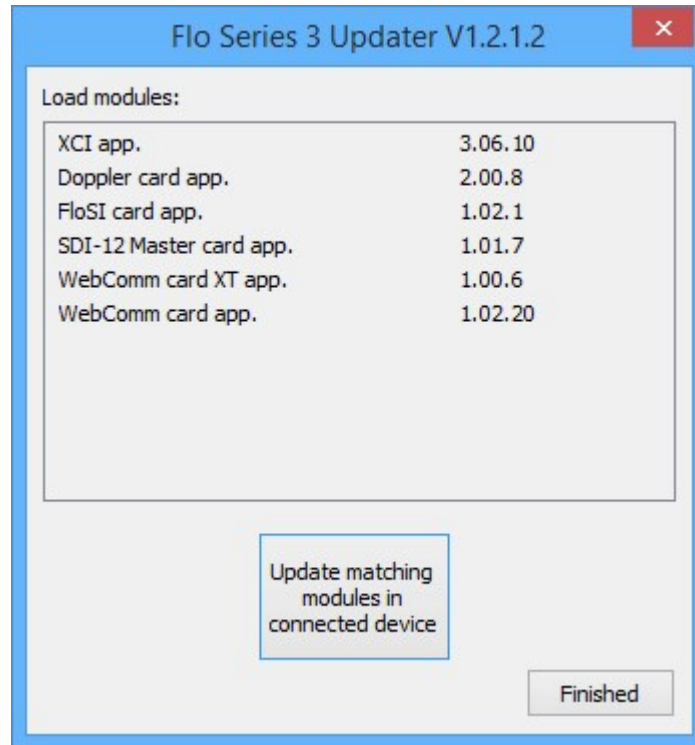 Flo Series 3 Updater V1.2.1.2
Load modules:
XCI app. 3.06.10
Doppler card app. 2.00.8
FloSI card app. 1.02.1
SDI-12 Master card app. 1.01.7
WebComm card XT app. 1.00.6
WebComm card app. 1.02.20
Update matching
modules in
connected device
Finished